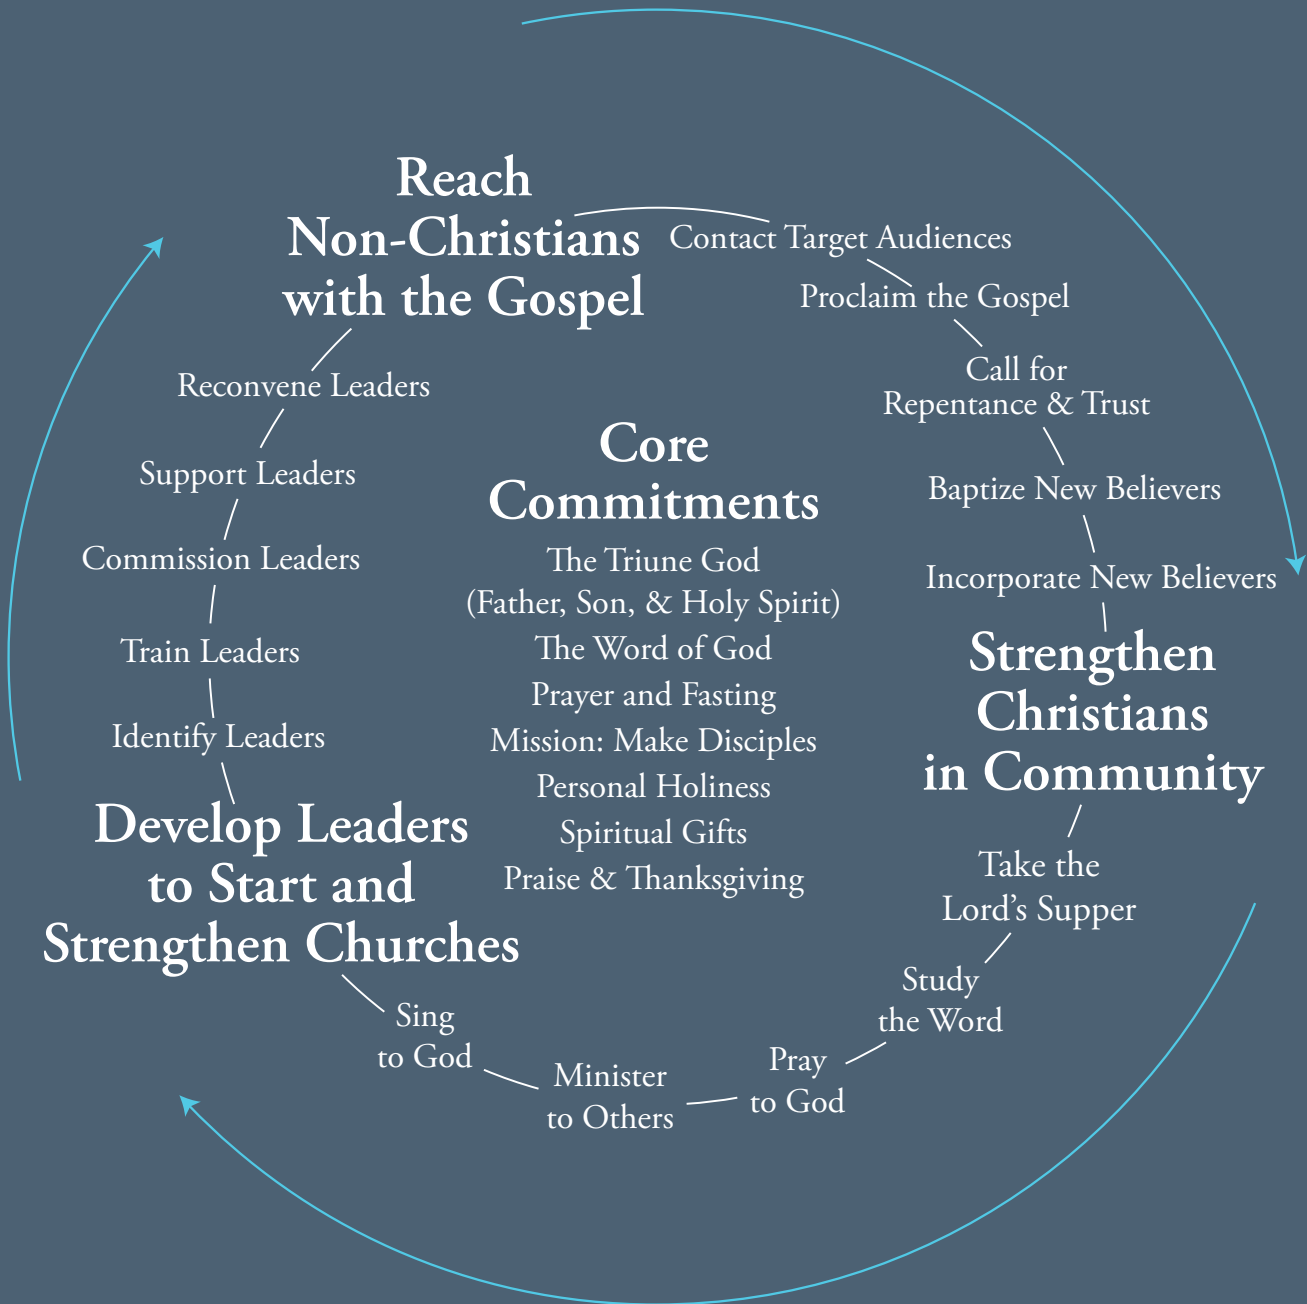 Reach
Non-Christians
with the Gospel
Contact Target Audiences
Proclaim the Gospel
Call for
Repentance & Trust
Baptize New Believers
Incorporate New Believers
Strengthen
Christians
in Community
Take the
Lord’s Supper
Study
the Word
Pray
to God
Minister
to Others
Sing
to God
Develop Leaders
to Start and
Strengthen Churches
Identify Leaders
Train Leaders
Commission Leaders
Support Leaders
Reconvene Leaders
Core
Commitments
The Triune God
(Father, Son, & Holy Spirit)
The Word of God
Prayer and Fasting
Mission: Make Disciples
Personal Holiness
Spiritual Gifts
Praise & Thanksgiving